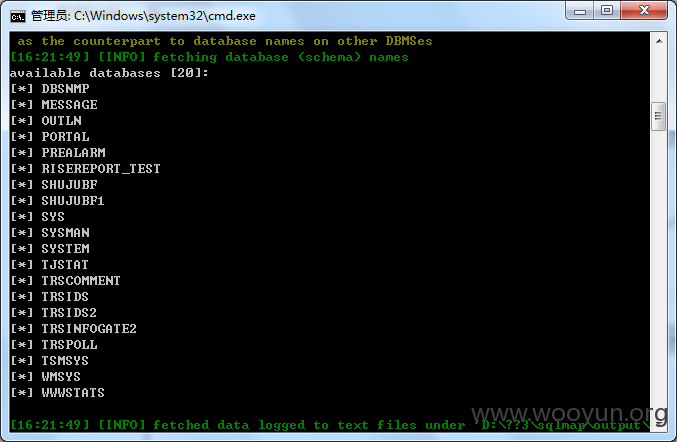 管理员: C:\Windows\system32\cmd.exe
as the counterpart to database names on other DBMSes
[16:21:49] [INFO] fetching database (schema) names
available databases [20]:
[*] DBSNMP
[*] MESSAGE
[*] OUTLN
[*] PORTAL
[*] PREALARM
[*] RISEREPORT_TEST
[*] SHUJUBF
[*] SHUJUBF1
[*] SYS
[*] SYSMAN
[*] SYSTEM
[*] TJSTAT
[*] TRSCOMMENT
[*] TRSIDS
[*] TRSIDS2
[*] TRSINFOGATE2
[*] TRSPOLL
[*] TSMSYS
[*] WMSYS
[*] WWWSTATS
www.wooyun.org
[16:21:49] [INFO] fetched data logged to text files under 'D:\??3\sqlmap\output\